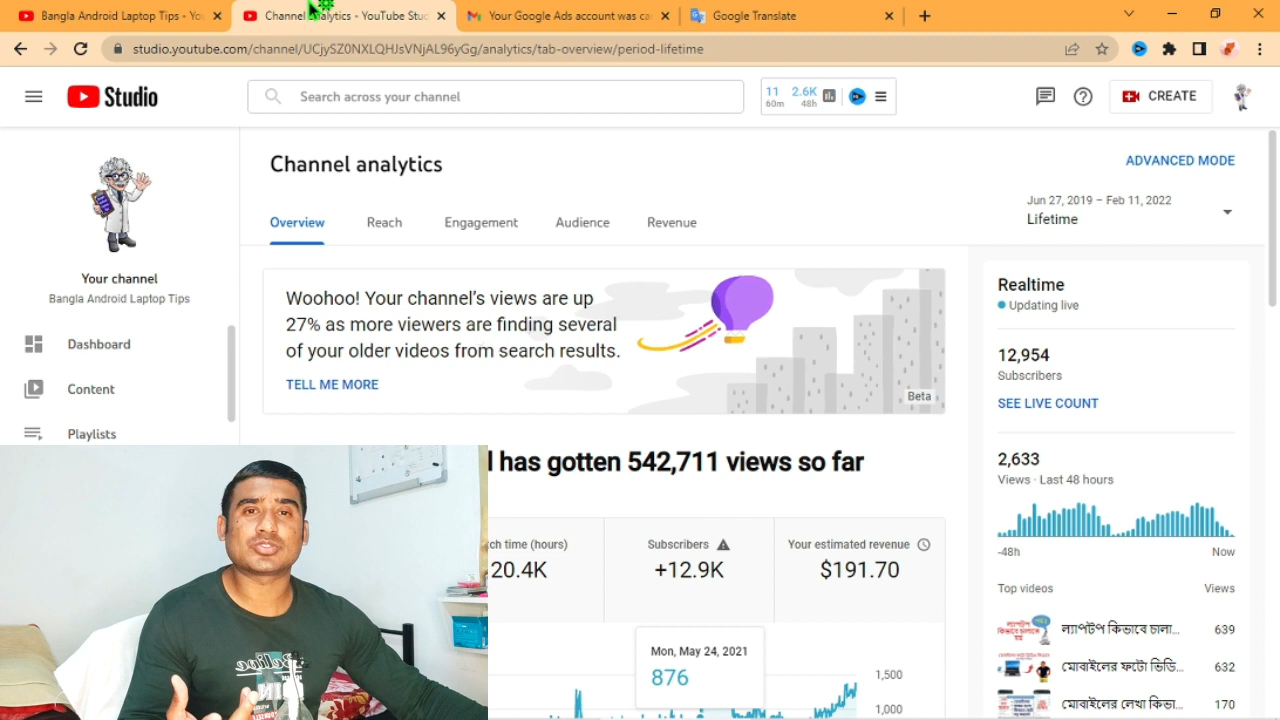 Bangla Android Laptop Tips - You
Channel Analytics - YouTube Stud
Your Google Ads account was ca
Google Translate
studio.youtube.com/channel/UCjySZ0NXLQHJsVNjAL96yGg/analytics/tab-overview/period-lifetime
Studio
Search across your channel
11 2.6K
60m 48h
CREATE
Channel analytics
ADVANCED MODE
Jun 27, 2019 – Feb 11, 2022
Lifetime
Overview Reach Engagement Audience Revenue
Your channel
Bangla Android Laptop Tips
Dashboard
Content
Playlists
Woohoo! Your channel's views are up
27% as more viewers are finding several
of your older videos from search results.
TELL ME MORE
Beta
l has gotten 542,711 views so far
ch time (hours)
20.4K
Subscribers
+12.9K
Your estimated revenue
$191.70
Mon, May 24, 2021
876
1,500
1,000
Realtime
Updating live
12,954
Subscribers
SEE LIVE COUNT
2,633
Views · Last 48 hours
-48h Now
Top videos Views
ল্যাপটপ কিভাবে চালা... 639
মোবাইলের ফটো ভিডি... 632
মোবাইলের লেখা কিভা... 170